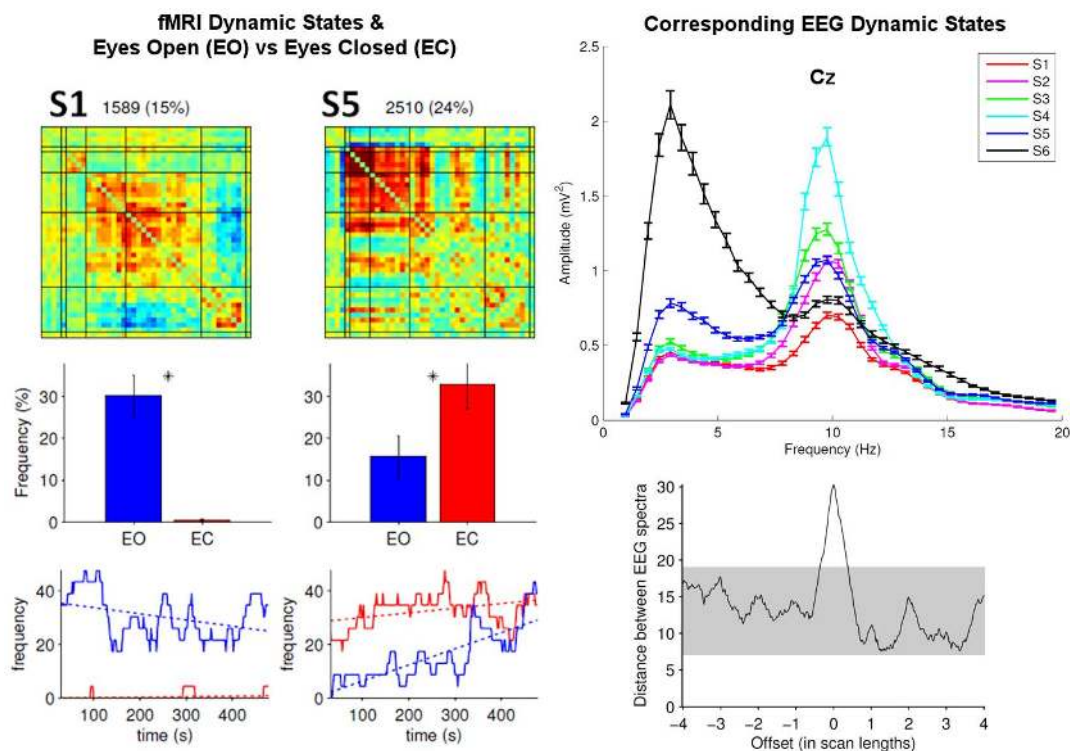 fMRI Dynamic States &
Eyes Open (EO) vs Eyes Closed (EC)
S1 1589 (15%)
S5 2510 (24%)
Frequency (%)
30
20
10
0
EO EC
*
EO EC
*
30
20
10
0
frequency
40
20
0
100 200 300 400
time (s)
frequency
40
20
0
100 200 300 400
time (s)
Corresponding EEG Dynamic States
Cz
S1
S2
S3
S4
S5
S6
Amplitude (mV²)
2.5
2
1.5
1
0.5
0
0 5 10 15 20
Frequency (Hz)
Distance between EEG spectra
30
25
20
15
10
5
−4 −3 −2 −1 0 1 2 3 4
Offset (in scan lengths)